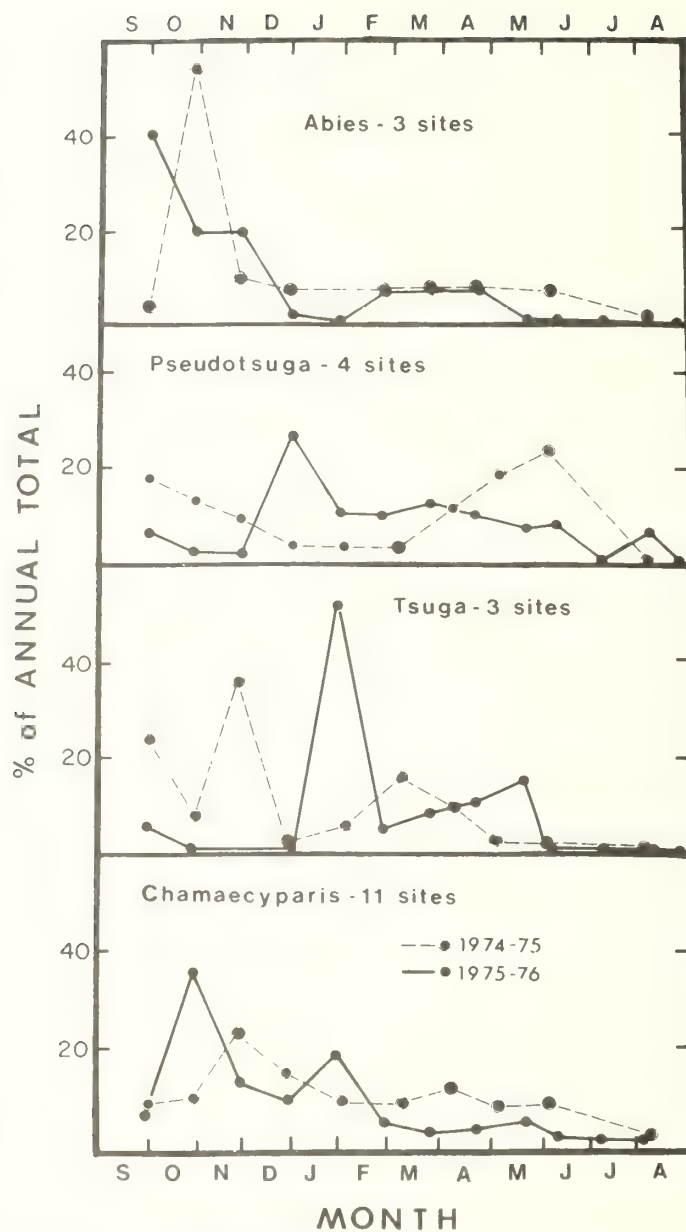 S O N D J F M A M J J A
Abies - 3 sites
40
20
Pseudotsuga - 4 sites
40
20
Tsuga - 3 sites
40
20
Chamaecyparis - 11 sites
1974-75
1975-76
40
20
% of ANNUAL TOTAL
S O N D J F M A M J J A
MONTH